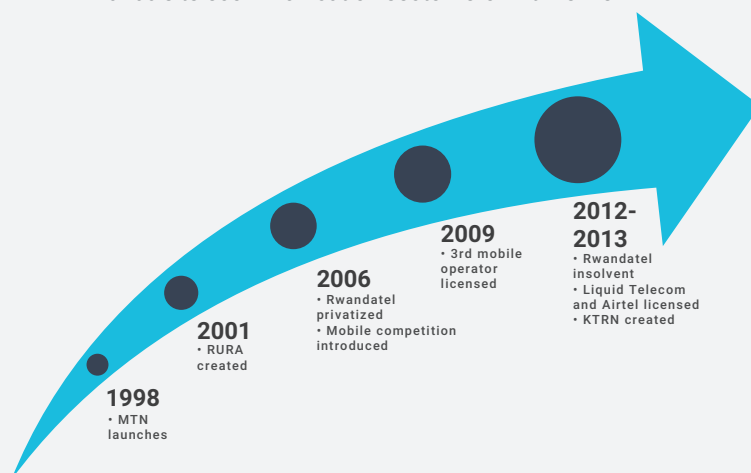 1998
• MTN
launches
2001
• RURA
created
2006
• Rwandatel
privatized
• Mobile competition
introduced
2009
• 3rd mobile
operator
licensed
2012-
2013
• Rwandatel
insolvent
• Liquid Telecom
and Airtel licensed
• KTRN created